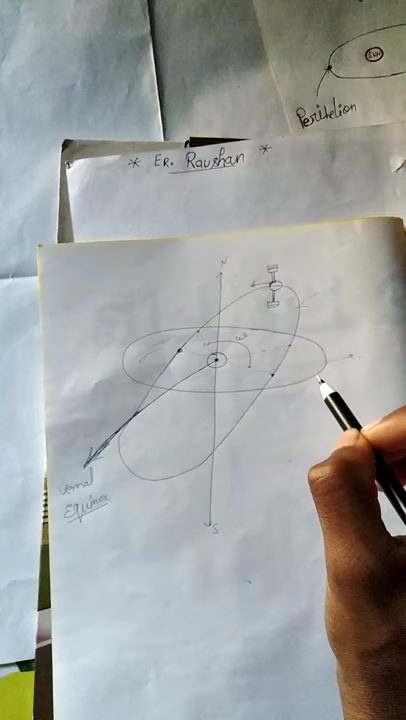 SUN
Perihelion
* ER. Raushan *
N
vernal
Equinox
S